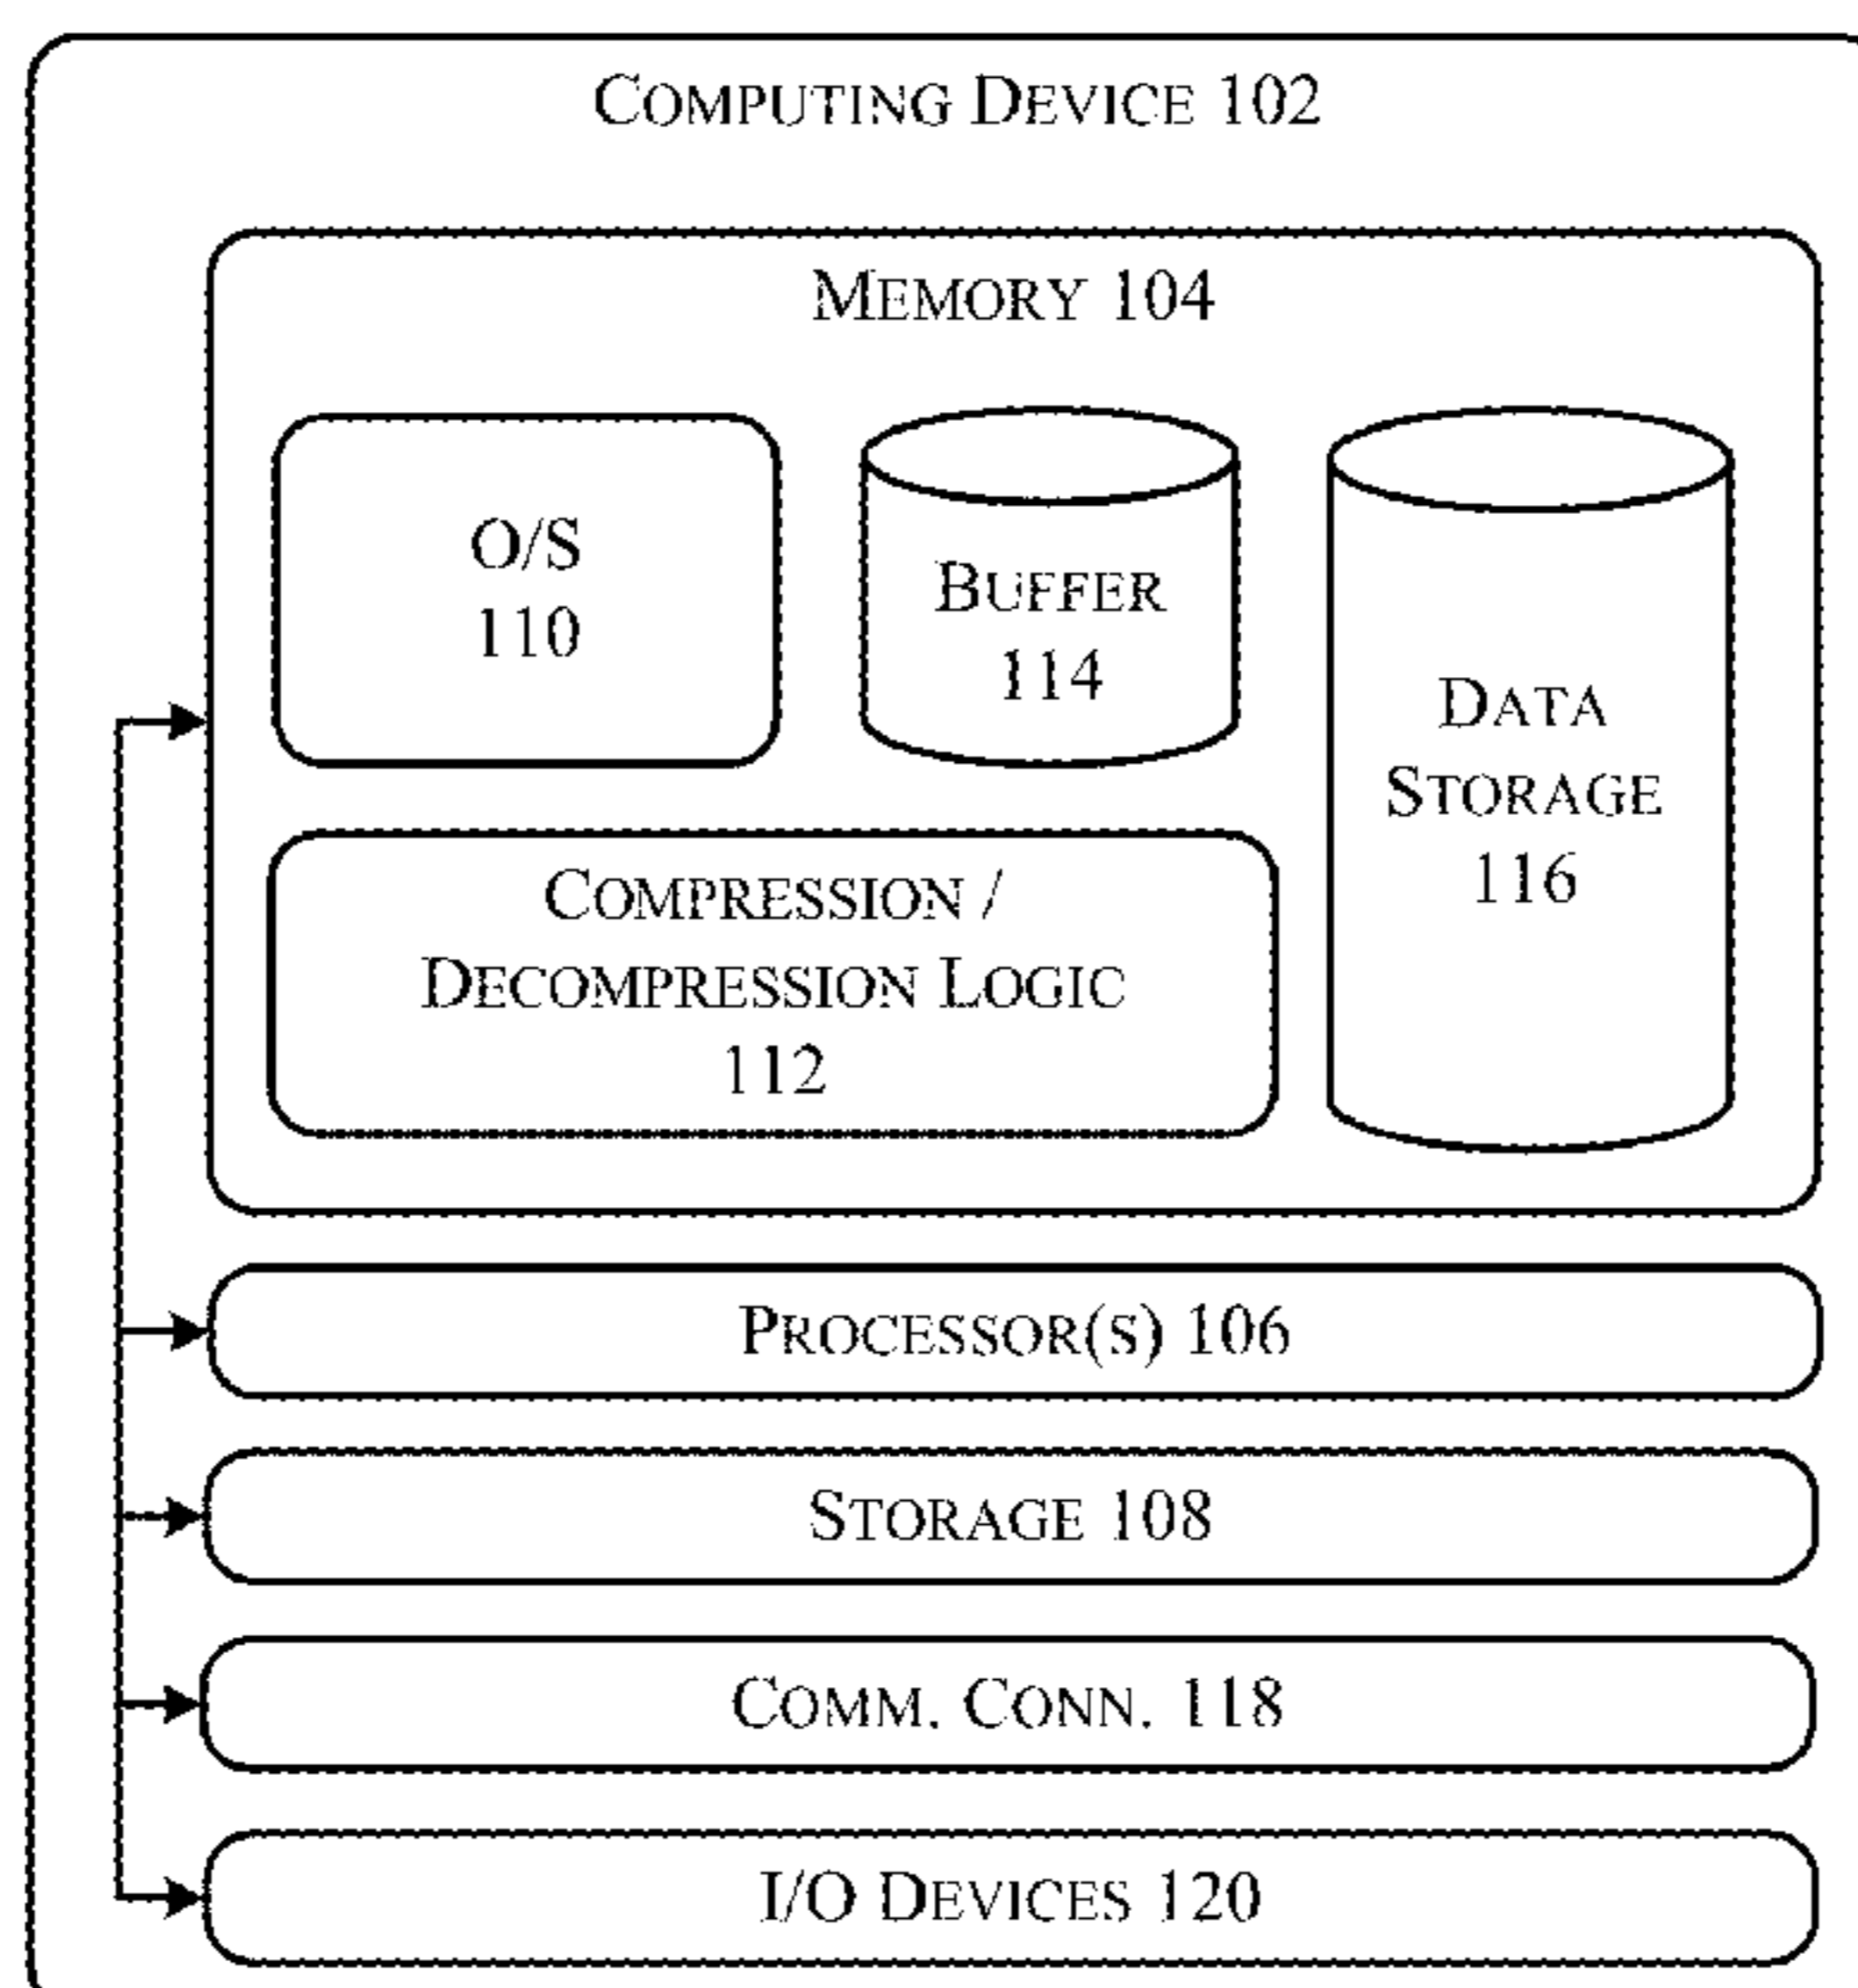 COMPUTING DEVICE 102
MEMORY 104
O/S
110
BUFFER
114
DATA
STORAGE
116
COMPRESSION /
DECOMPRESSION LOGIC
112
PROCESSOR(S) 106
STORAGE 108
COMM. CONN. 118
I/O DEVICES 120